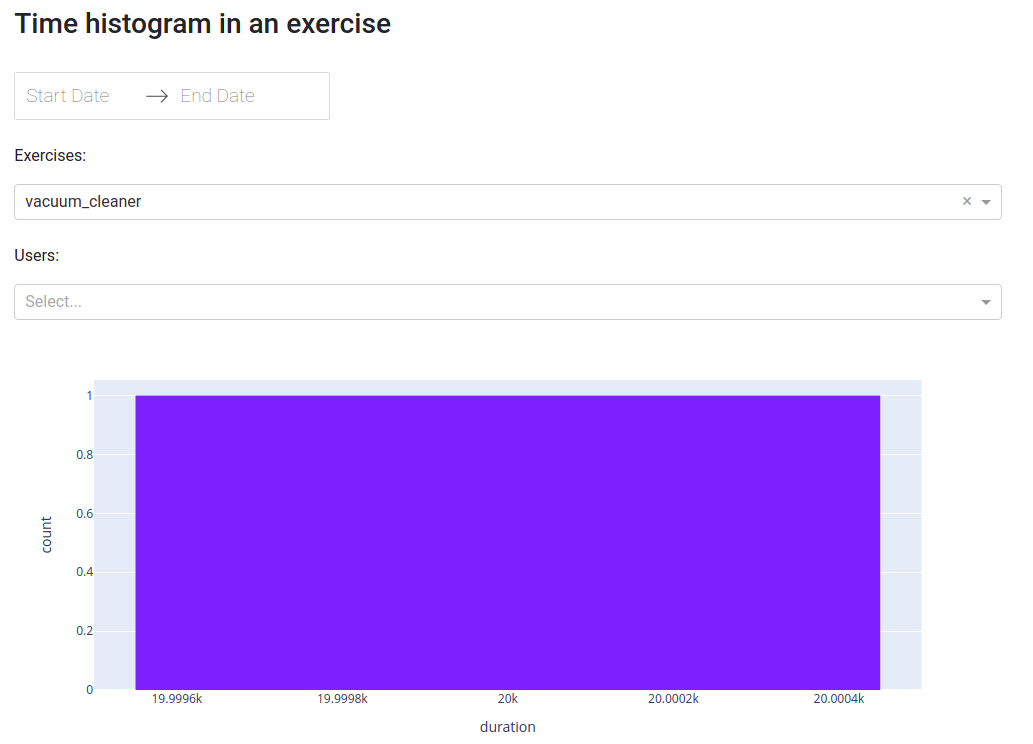 Time histogram in an exercise
Start Date → End Date
Exercises:
vacuum_cleaner ×
Users:
Select...
1
0.8
0.6
0.4
0.2
0
count
19.9996k 19.9998k 20k 20.0002k 20.0004k
duration